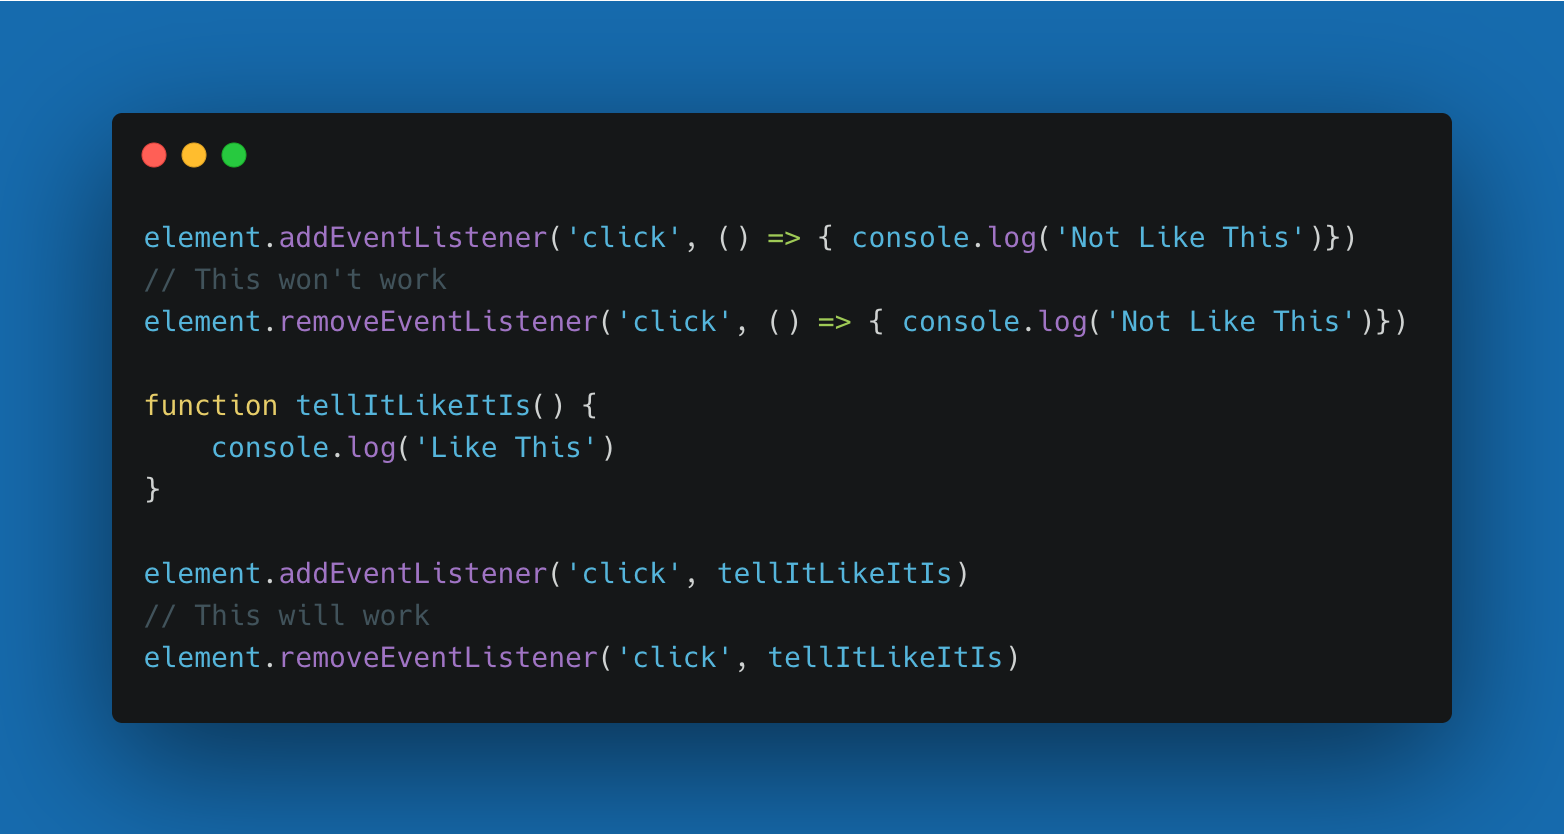 element.addEventListener('click', () => { console.log('Not Like This')})
// This won't work
element.removeEventListener('click', () => { console.log('Not Like This')})

function tellItLikeItIs() {
    console.log('Like This')
}

element.addEventListener('click', tellItLikeItIs)
// This will work
element.removeEventListener('click', tellItLikeItIs)